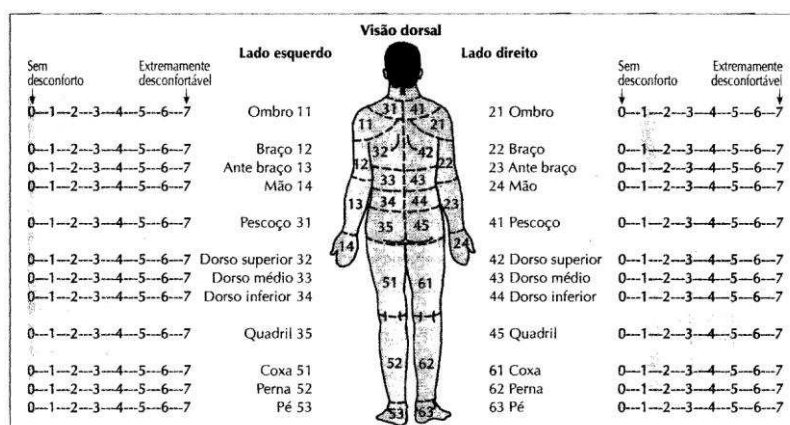 Visão dorsal
Lado esquerdo Lado direito
Sem desconforto Extremamente desconfortável Sem desconforto Extremamente desconfortável
0---1---2---3---4---5---6---7 Ombro 11 21 Ombro 0---1---2---3---4---5---6---7
0---1---2---3---4---5---6---7 Braço 12 22 Braço 0---1---2---3---4---5---6---7
0---1---2---3---4---5---6---7 Ante braço 13 23 Ante braço 0---1---2---3---4---5---6---7
0---1---2---3---4---5---6---7 Mão 14 24 Mão 0---1---2---3---4---5---6---7
0---1---2---3---4---5---6---7 Pescoço 31 41 Pescoço 0---1---2---3---4---5---6---7
0---1---2---3---4---5---6---7 Dorso superior 32 42 Dorso superior 0---1---2---3---4---5---6---7
0---1---2---3---4---5---6---7 Dorso médio 33 43 Dorso médio 0---1---2---3---4---5---6---7
0---1---2---3---4---5---6---7 Dorso inferior 34 44 Dorso inferior 0---1---2---3---4---5---6---7
0---1---2---3---4---5---6---7 Quadril 35 45 Quadril 0---1---2---3---4---5---6---7
0---1---2---3---4---5---6---7 Coxa 51 61 Coxa 0---1---2---3---4---5---6---7
0---1---2---3---4---5---6---7 Perna 52 62 Perna 0---1---2---3---4---5---6---7
0---1---2---3---4---5---6---7 Pé 53 63 Pé 0---1---2---3---4---5---6---7
31 41
11 21
32 42
12 22
33 43
13 34 44 23
35 45
14 24
51 61
52 62
53 63